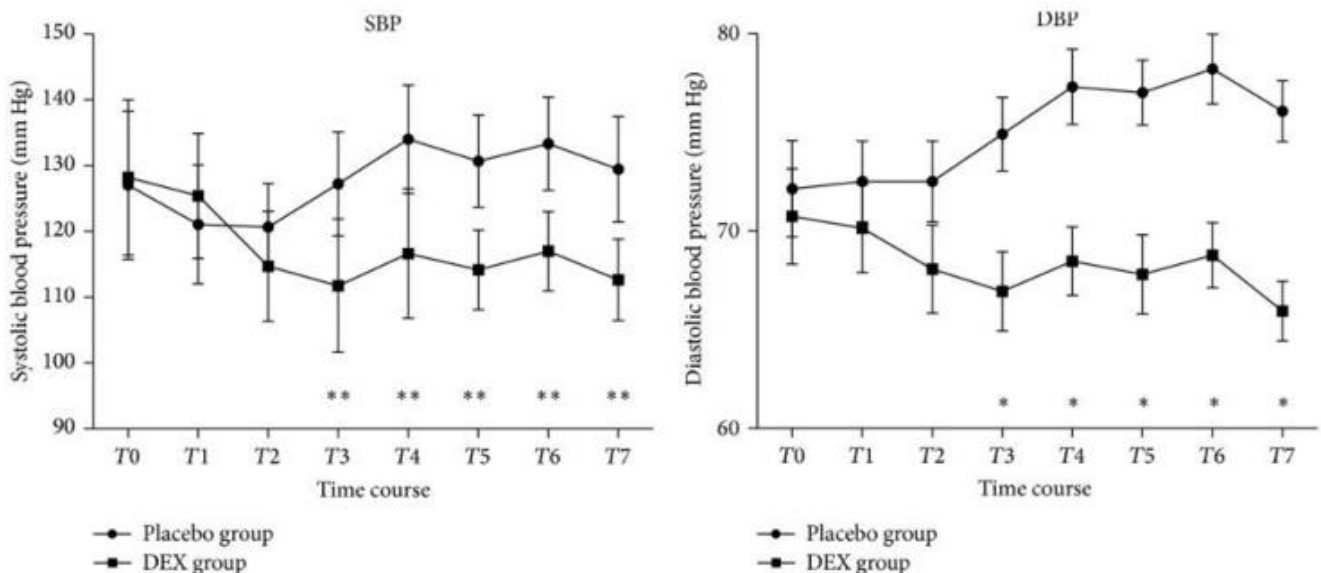 SBP
Systolic blood pressure (mm Hg)
150
140
130
120
110
100
90
** ** ** ** **
T0 T1 T2 T3 T4 T5 T6 T7
Time course
Placebo group
DEX group
DBP
Diastolic blood pressure (mm Hg)
80
70
60
* * * * *
T0 T1 T2 T3 T4 T5 T6 T7
Time course
Placebo group
DEX group